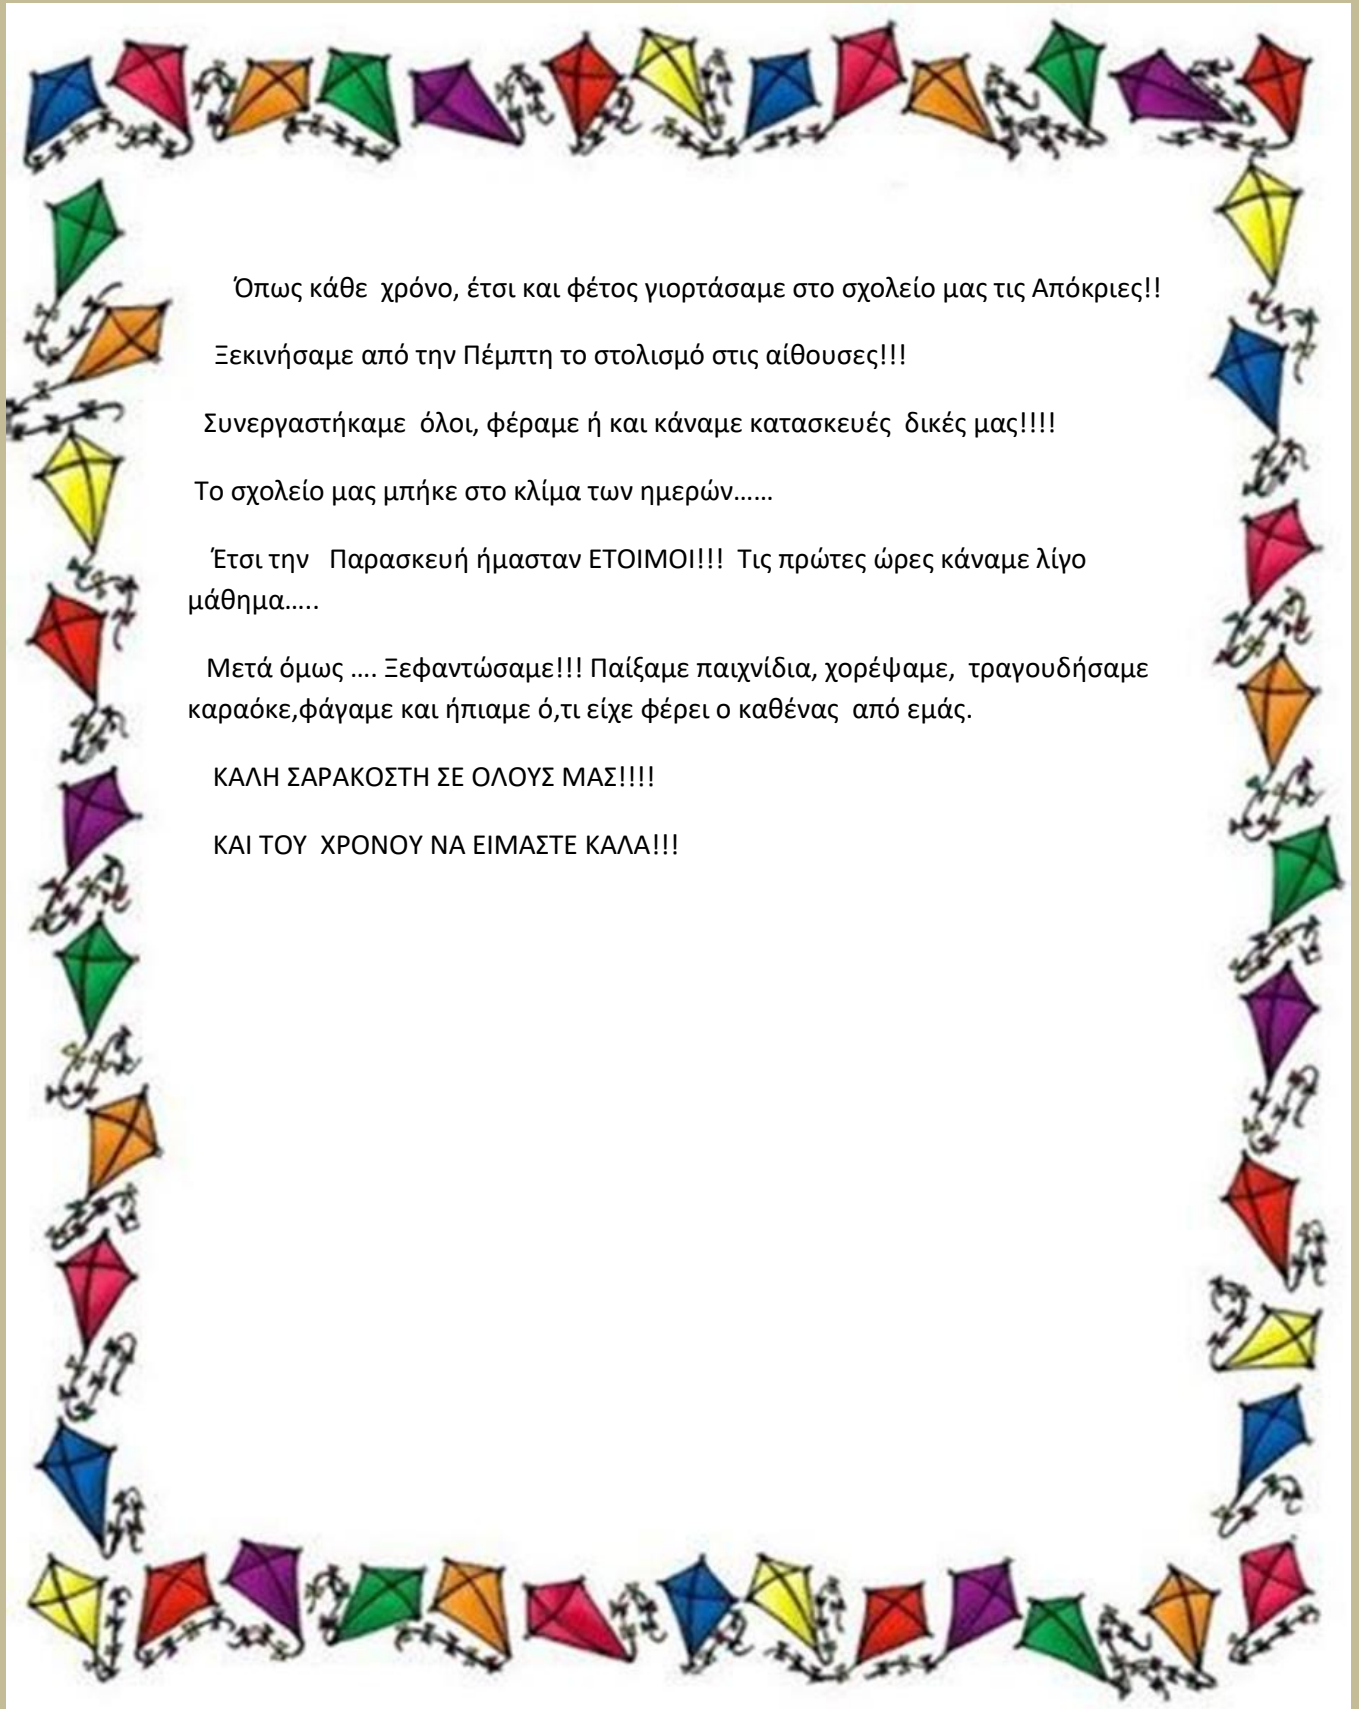 Όπως κάθε χρόνο, έτσι και φέτος γιορτάσαμε στο σχολείο μας τις Απόκριες!!
Ξεκινήσαμε από την Πέμπτη το στολισμό στις αίθουσες!!!
Συνεργαστήκαμε όλοι, φέραμε ή και κάναμε κατασκευές δικές μας!!!!
Το σχολείο μας μπήκε στο κλίμα των ημερών……
Έτσι την Παρασκευή ήμασταν ΕΤΟΙΜΟΙ!!! Τις πρώτες ώρες κάναμε λίγο
μάθημα…..
Μετά όμως …. Ξεφαντώσαμε!!! Παίξαμε παιχνίδια, χορέψαμε, τραγουδήσαμε
καραόκε,φάγαμε και ήπιαμε ό,τι είχε φέρει ο καθένας από εμάς.
ΚΑΛΗ ΣΑΡΑΚΟΣΤΗ ΣΕ ΟΛΟΥΣ ΜΑΣ!!!!
ΚΑΙ ΤΟΥ ΧΡΟΝΟΥ ΝΑ ΕΙΜΑΣΤΕ ΚΑΛΑ!!!